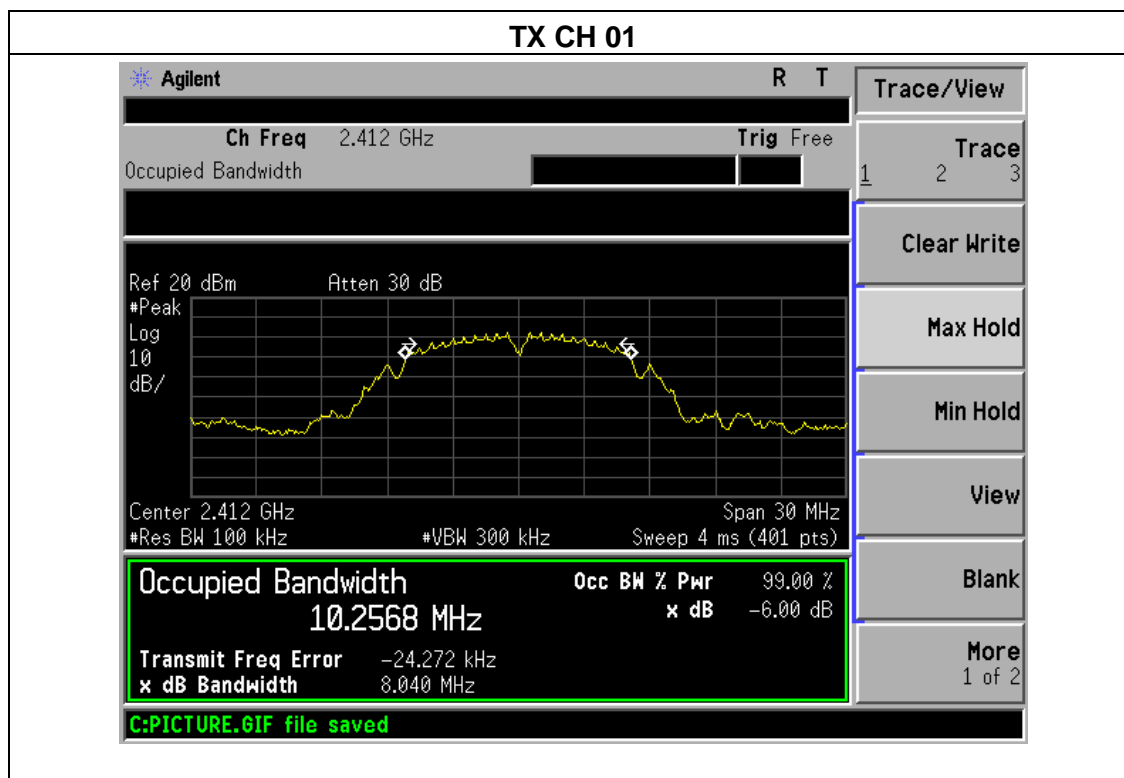 TX CH 01
Agilent R T
Ch Freq 2.412 GHz Trig Free
Occupied Bandwidth
Ref 20 dBm Atten 30 dB
#Peak
Log
10
dB/
Center 2.412 GHz Span 30 MHz
#Res BW 100 kHz #VBW 300 kHz Sweep 4 ms (401 pts)
Occupied Bandwidth
10.2568 MHz
Occ BW % Pwr 99.00 %
x dB -6.00 dB
Transmit Freq Error -24.272 kHz
x dB Bandwidth 8.040 MHz
C:PICTURE.GIF file saved
Trace/View
Trace
1 2 3
Clear Write
Max Hold
Min Hold
View
Blank
More
1 of 2